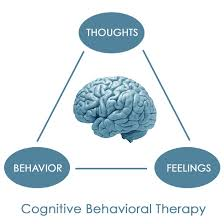 THOUGHTS
BEHAVIOR
FEELINGS
Cognitive Behavioral Therapy